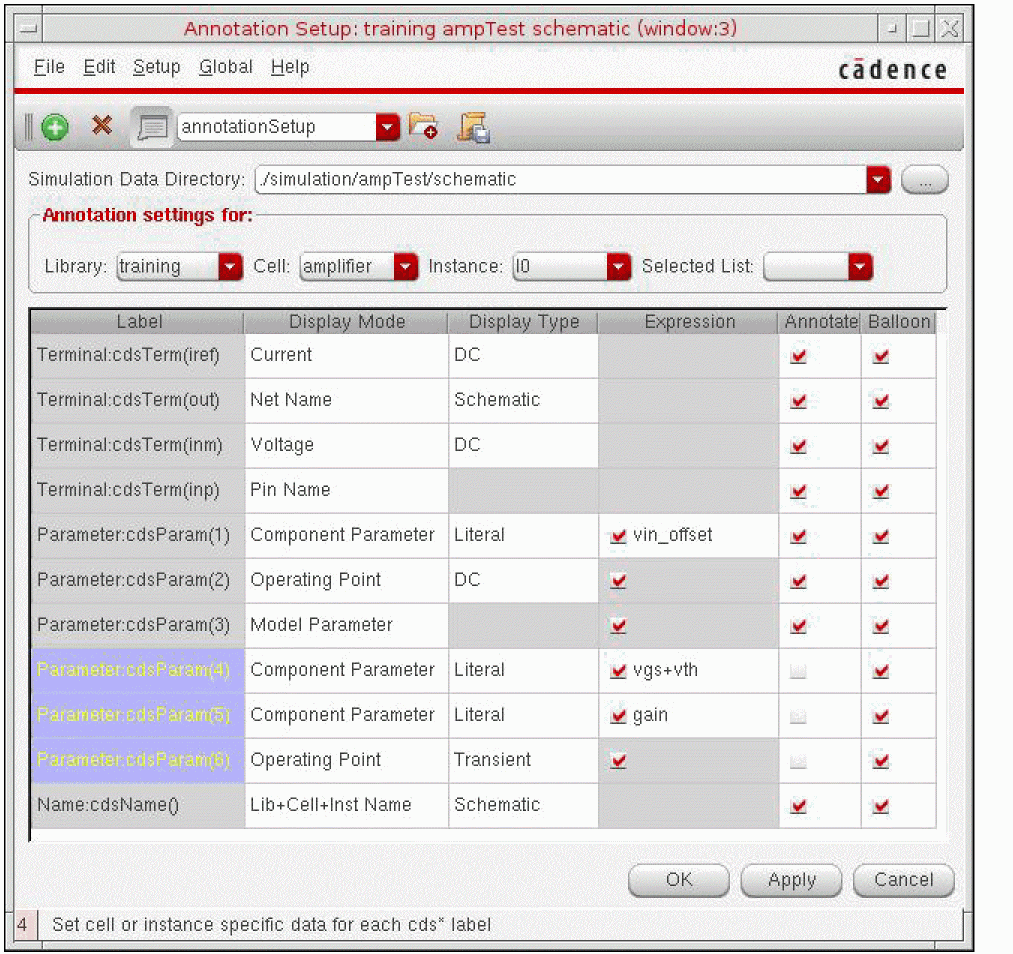 Annotation Setup: training ampTest schematic (window:3)
File Edit Setup Global Help
cādence
annotationSetup
Simulation Data Directory: ./simulation/ampTest/schematic ...
Annotation settings for:
Library: training Cell: amplifier Instance: I0 Selected List:
Label Display Mode Display Type Expression Annotate Balloon
Terminal:cdsTerm(iref) Current DC
Terminal:cdsTerm(out) Net Name Schematic
Terminal:cdsTerm(inm) Voltage DC
Terminal:cdsTerm(inp) Pin Name
Parameter:cdsParam(1) Component Parameter Literal vin_offset
Parameter:cdsParam(2) Operating Point DC
Parameter:cdsParam(3) Model Parameter
Parameter:cdsParam(4) Component Parameter Literal vgs+vth
Parameter:cdsParam(5) Component Parameter Literal gain
Parameter:cdsParam(6) Operating Point Transient
Name:cdsName() Lib+Cell+Inst Name Schematic
OK Apply Cancel
4 Set cell or instance specific data for each cds* label